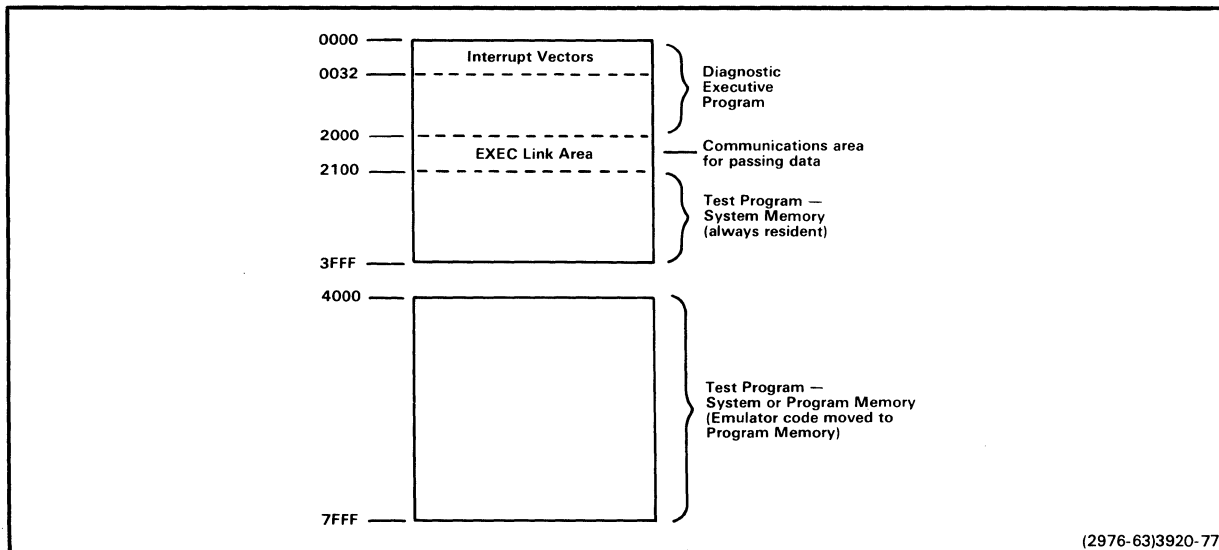 0000
Interrupt Vectors
0032
Diagnostic
Executive
Program
2000
EXEC Link Area
Communications area
for passing data
2100
Test Program —
System Memory
(always resident)
3FFF
4000
Test Program —
System or Program Memory
(Emulator code moved to
Program Memory)
7FFF
(2976-63)3920-77